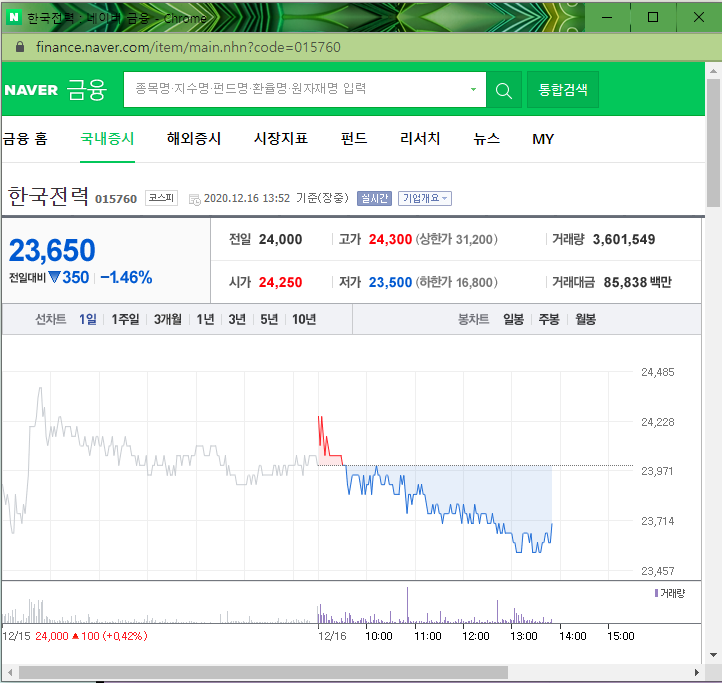 한국전력 : 네이버 금융 - Chrome
finance.naver.com/item/main.nhn?code=015760
NAVER 금융 종목명·지수명·펀드명·환율명·원자재명 입력 통합검색
금융 홈 국내증시 해외증시 시장지표 펀드 리서치 뉴스 MY
한국전력 015760 코스피 2020.12.16 13:52 기준(장중) 실시간 기업개요
23,650
전일대비 ▼350 -1.46%
전일 24,000 고가 24,300 (상한가 31,200) 거래량 3,601,549
시가 24,250 저가 23,500 (하한가 16,800) 거래대금 85,838 백만
선차트 1일 1주일 3개월 1년 3년 5년 10년 봉차트 일봉 주봉 월봉
24,485
24,228
23,971
23,714
23,457
거래량
12/15 24,000 ▲100 (+0.42%) 12/16 10:00 11:00 12:00 13:00 14:00 15:00